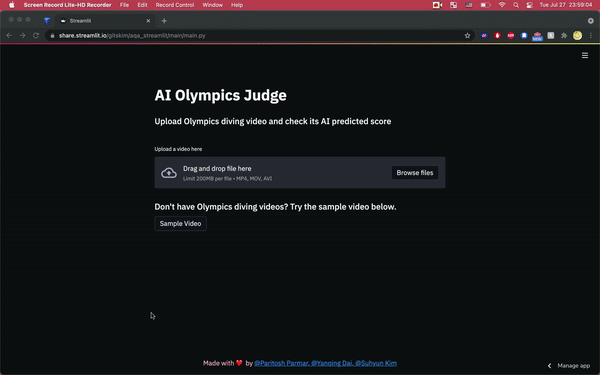 Screen Record Lite-HD Recorder File Edit Record Control Window Help Tue Jul 27 23:59:04
Streamlit
share.streamlit.io/gitskim/aqa_streamlit/main/main.py
AI Olympics Judge
Upload Olympics diving video and check its AI predicted score
Upload a video here
Drag and drop file here
Limit 200MB per file • MP4, MOV, AVI
Browse files
Don't have Olympics diving videos? Try the sample video below.
Sample Video
Made with ❤️ by @Paritosh Parmar, @Yanqing Dai, @Suhyun Kim
Manage app